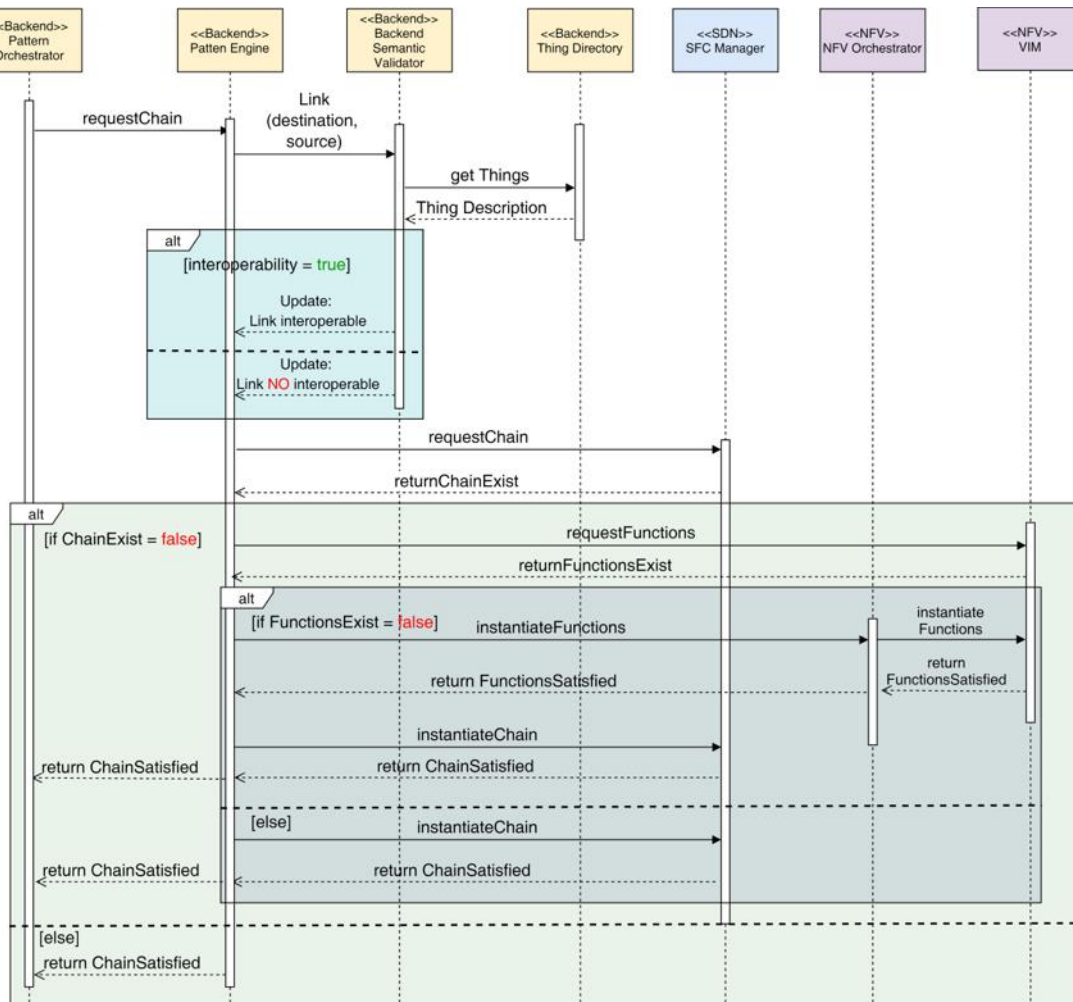 <<Backend>>
Pattern
Orchestrator
<<Backend>>
Patten Engine
<<Backend>>
Backend
Semantic
Validator
<<Backend>>
Thing Directory
<<SDN>>
SFC Manager
<<NFV>>
NFV Orchestrator
<<NFV>>
VIM
requestChain
Link
(destination,
source)
get Things
Thing Description
alt
[interoperability = true]
Update:
Link interoperable
Update:
Link NO interoperable
requestChain
returnChainExist
alt
[if ChainExist = false]
requestFunctions
returnFunctionsExist
alt
[if FunctionsExist = false]
instantiateFunctions
instantiate
Functions
return FunctionsSatisfied
return
FunctionsSatisfied
instantiateChain
return ChainSatisfied
return ChainSatisfied
[else]
instantiateChain
return ChainSatisfied
return ChainSatisfied
[else]
return ChainSatisfied